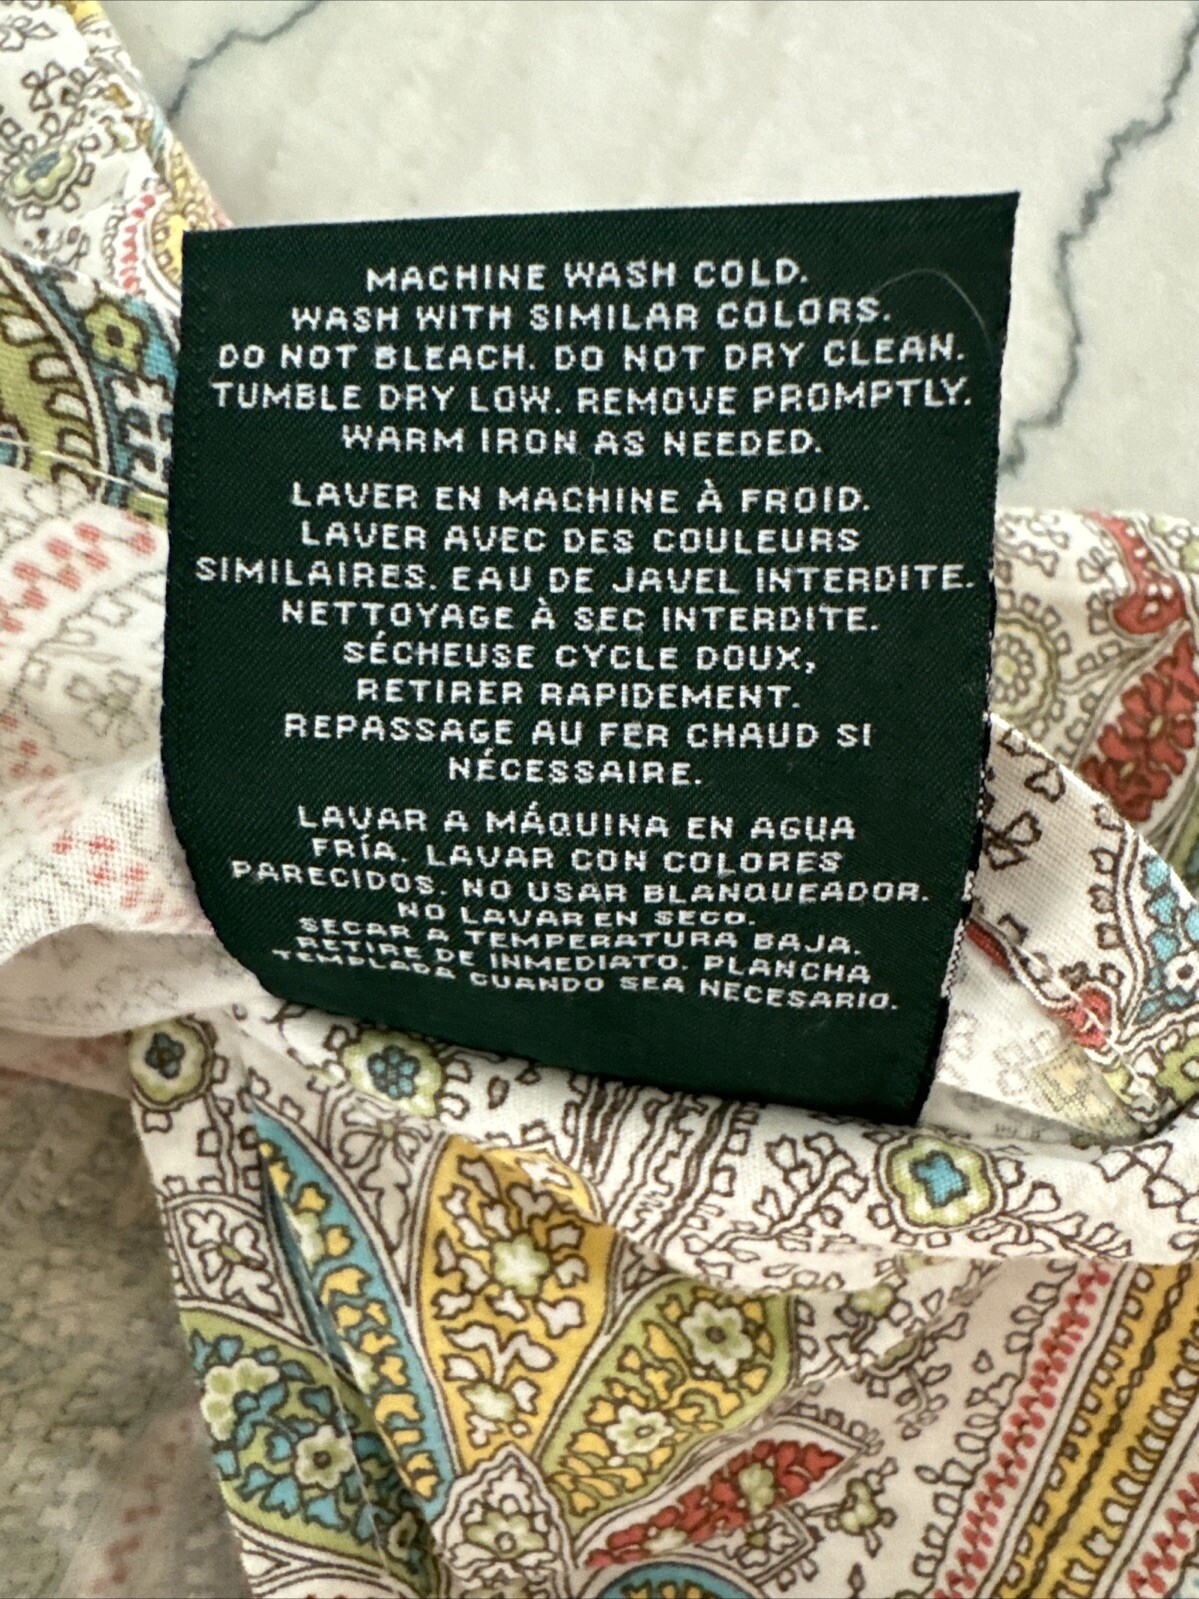 MACHINE WASH COLD.
WASH WITH SIMILAR COLORS.
DO NOT BLEACH. DO NOT DRY CLEAN.
TUMBLE DRY LOW. REMOVE PROMPTLY.
WARM IRON AS NEEDED.
LAVER EN MACHINE À FROID.
LAVER AVEC DES COULEURS
SIMILAIRES. EAU DE JAVEL INTERDITE.
NETTOYAGE À SEC INTERDITE.
SÉCHEUSE CYCLE DOUX,
RETIRER RAPIDEMENT.
REPASSAGE AU FER CHAUD SI
NÉCESSAIRE.
LAVAR A MÁQUINA EN AGUA
FRÍA. LAVAR CON COLORES
PARECIDOS. NO USAR BLANQUEADOR.
NO LAVAR EN SECO.
SECAR A TEMPERATURA BAJA.
RETIRE DE INMEDIATO. PLANCHA
TEMPLADA CUANDO SEA NECESARIO.